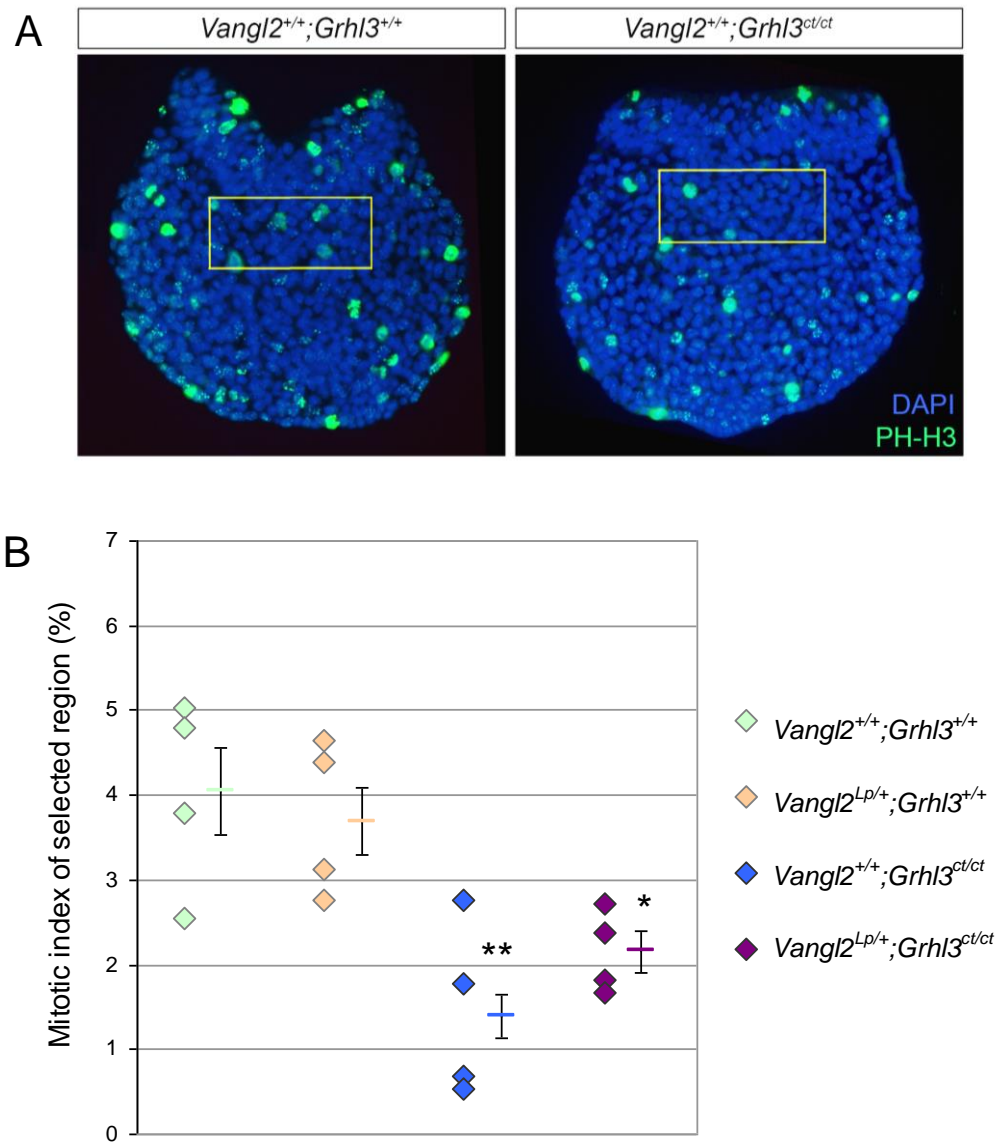 A
Vangl2+/+;Grhl3+/+
Vangl2+/+;Grhl3ct/ct
DAPI
PH-H3
B
Mitotic index of selected region (%)
7
6
5
4
3
2
1
0
**
*
Vangl2+/+;Grhl3+/+
Vangl2Lp/+;Grhl3+/+
Vangl2+/+;Grhl3ct/ct
Vangl2Lp/+;Grhl3ct/ct